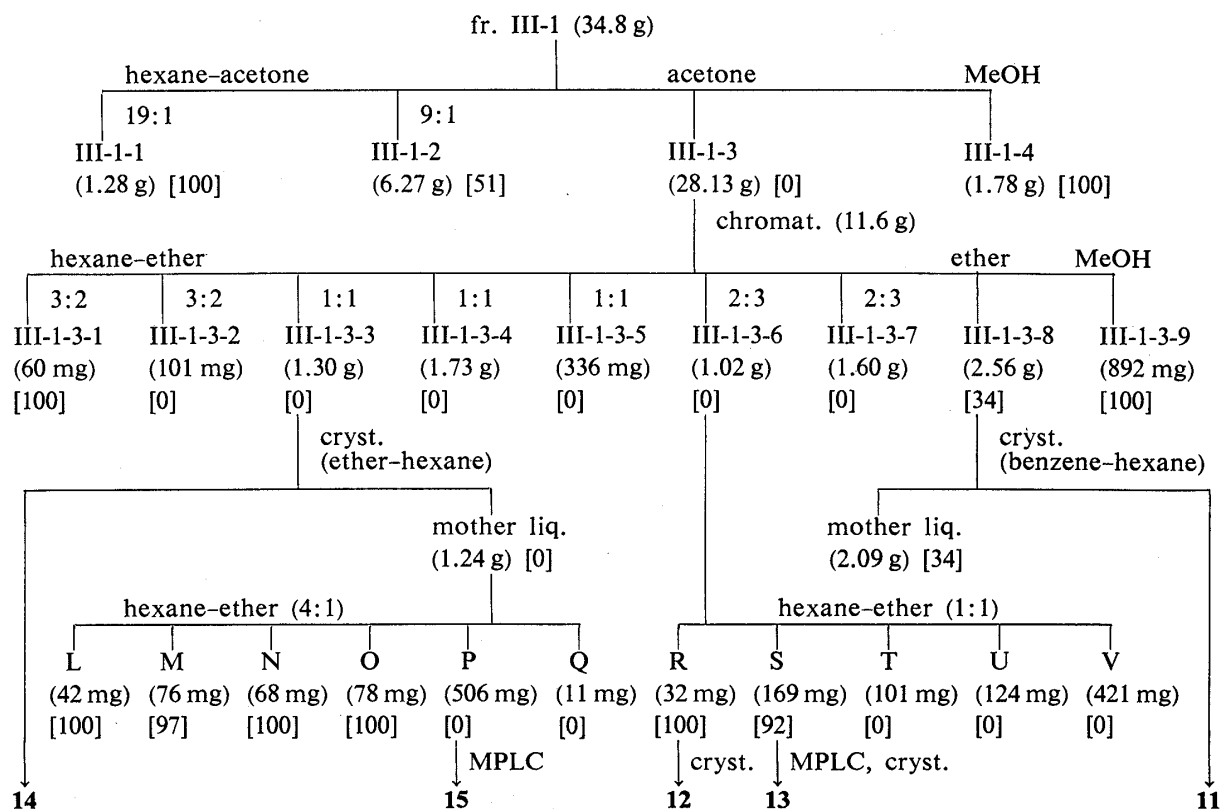 fr. III-1 (34.8 g)
hexane–acetone acetone MeOH
19:1 9:1
III-1-1 III-1-2 III-1-3 III-1-4
(1.28 g) [100] (6.27 g) [51] (28.13 g) [0] (1.78 g) [100]
chromat. (11.6 g)
hexane–ether ether MeOH
3:2 3:2 1:1 1:1 1:1 2:3 2:3
III-1-3-1 III-1-3-2 III-1-3-3 III-1-3-4 III-1-3-5 III-1-3-6 III-1-3-7 III-1-3-8 III-1-3-9
(60 mg) (101 mg) (1.30 g) (1.73 g) (336 mg) (1.02 g) (1.60 g) (2.56 g) (892 mg)
[100] [0] [0] [0] [0] [0] [0] [34] [100]
cryst. cryst.
(ether–hexane) (benzene–hexane)
mother liq. mother liq.
(1.24 g) [0] (2.09 g) [34]
hexane–ether (4:1) hexane–ether (1:1)
L M N O P Q R S T U V
(42 mg) (76 mg) (68 mg) (78 mg) (506 mg) (11 mg) (32 mg) (169 mg) (101 mg) (124 mg) (421 mg)
[100] [97] [100] [100] [0] [0] [100] [92] [0] [0] [0]
MPLC cryst. MPLC, cryst.
14 15 12 13 11